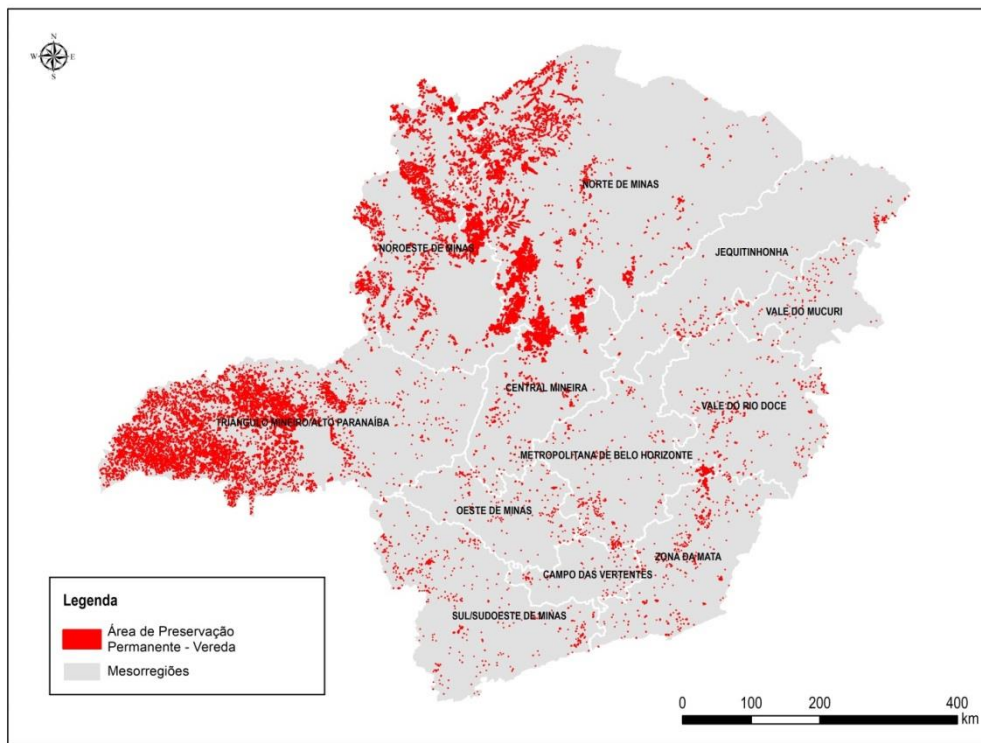 N
W E
S
NORTE DE MINAS
JEQUITINHONHA
NOROESTE DE MINAS
VALE DO MUCURI
CENTRAL MINEIRA
VALE DO RIO DOCE
TRIÂNGULO MINEIRO/ALTO PARANAÍBA
METROPOLITANA DE BELO HORIZONTE
OESTE DE MINAS
ZONA DA MATA
CAMPO DAS VERTENTES
SUL/SUDOESTE DE MINAS
Legenda
Área de Preservação
Permanente - Vereda
Mesorregiões
0 100 200 400
km